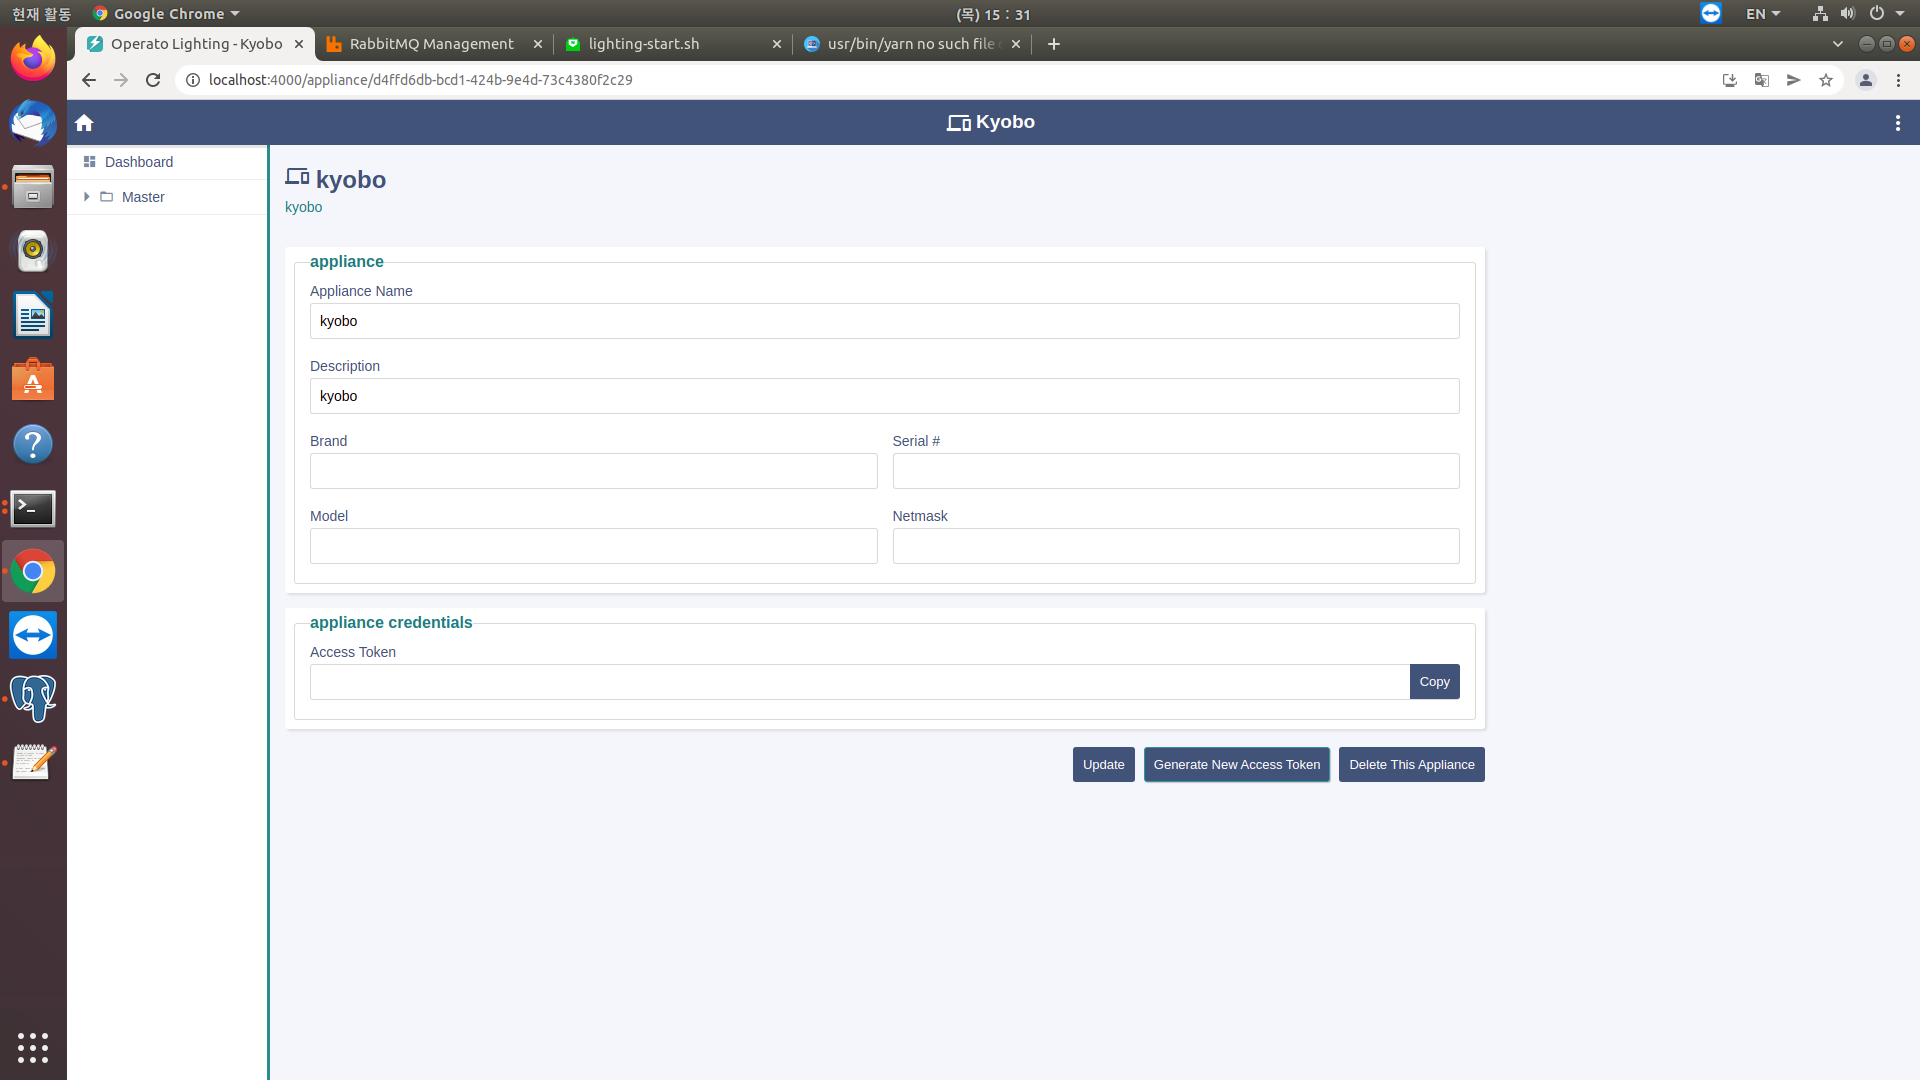 현재 활동
Google Chrome
(목) 15 : 31
EN
Operato Lighting - Kyobo
RabbitMQ Management
lighting-start.sh
usr/bin/yarn no such file
localhost:4000/appliance/d4ffd6db-bcd1-424b-9e4d-73c4380f2c29
Kyobo
Dashboard
Master
kyobo
kyobo
appliance
Appliance Name
kyobo
Description
kyobo
Brand
Serial #
Model
Netmask
appliance credentials
Access Token
Copy
Update
Generate New Access Token
Delete This Appliance